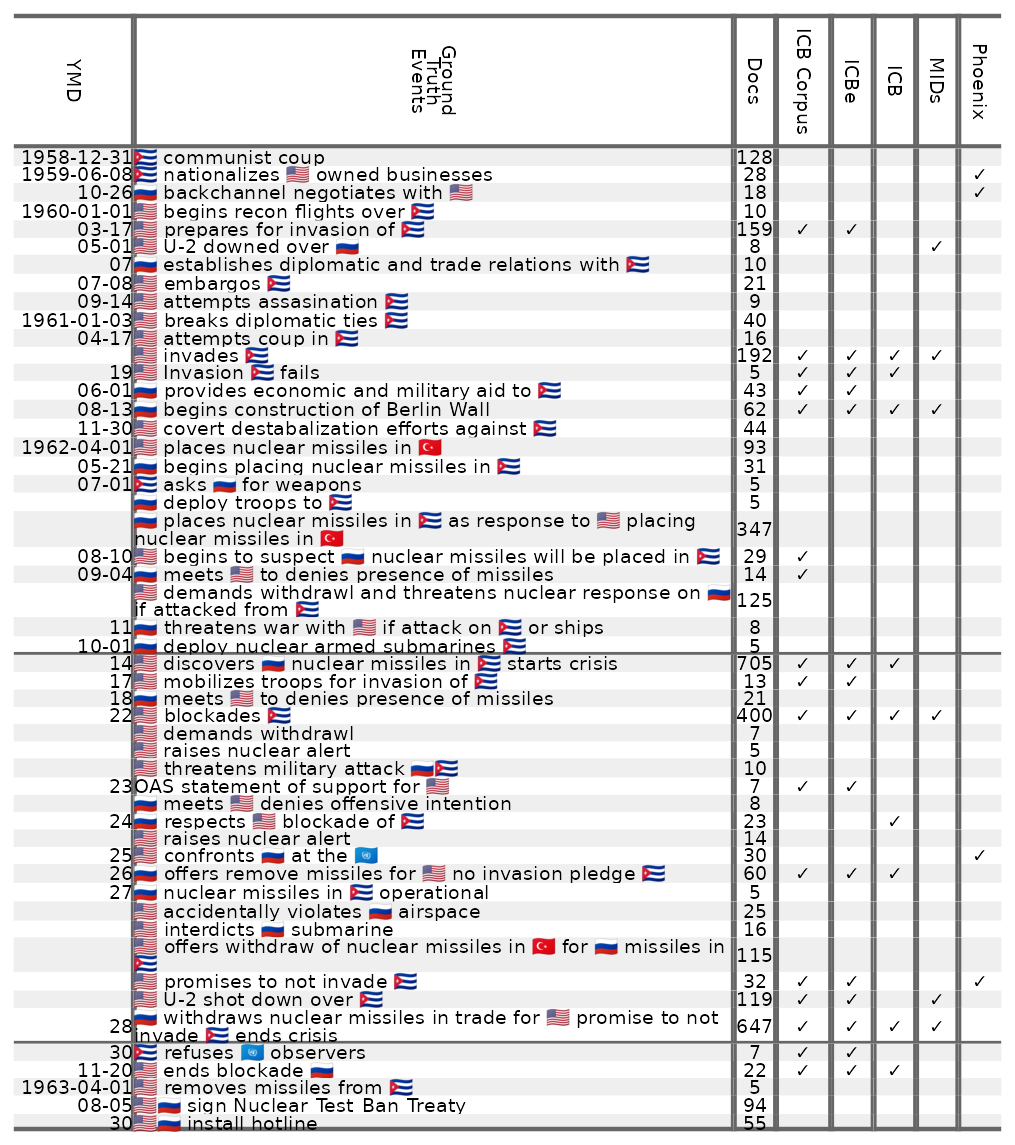 YMD Ground Truth Events Docs ICB Corpus ICBe ICB MIDs Phoenix
1958-12-31 🇨🇺 communist coup 128
1959-06-08 🇨🇺 nationalizes 🇺🇸 owned businesses 28 ✓
10-26 🇷🇺 backchannel negotiates with 🇺🇸 18 ✓
1960-01-01 🇺🇸 begins recon flights over 🇨🇺 10
03-17 🇺🇸 prepares for invasion of 🇨🇺 159 ✓ ✓
05-01 🇺🇸 U-2 downed over 🇷🇺 8 ✓
07 🇷🇺 establishes diplomatic and trade relations with 🇨🇺 10
07-08 🇺🇸 embargos 🇨🇺 21
09-14 🇺🇸 attempts assasination 🇨🇺 9
1961-01-03 🇺🇸 breaks diplomatic ties 🇨🇺 40
04-17 🇺🇸 attempts coup in 🇨🇺 16
🇺🇸 invades 🇨🇺 192 ✓ ✓ ✓ ✓
19 🇺🇸 Invasion 🇨🇺 fails 5 ✓ ✓ ✓
06-01 🇷🇺 provides economic and military aid to 🇨🇺 43 ✓ ✓
08-13 🇷🇺 begins construction of Berlin Wall 62 ✓ ✓ ✓ ✓
11-30 🇺🇸 covert destabalization efforts against 🇨🇺 44
1962-04-01 🇺🇸 places nuclear missiles in 🇹🇷 93
05-21 🇷🇺 begins placing nuclear missiles in 🇨🇺 31
07-01 🇨🇺 asks 🇷🇺 for weapons 5
🇷🇺 deploy troops to 🇨🇺 5
🇷🇺 places nuclear missiles in 🇨🇺 as response to 🇺🇸 placing
nuclear missiles in 🇹🇷 347
08-10 🇺🇸 begins to suspect 🇷🇺 nuclear missiles will be placed in 🇨🇺 29 ✓
09-04 🇷🇺 meets 🇺🇸 to denies presence of missiles 14 ✓
🇺🇸 demands withdrawl and threatens nuclear response on 🇷🇺
if attacked from 🇨🇺 125
11 🇷🇺 threatens war with 🇺🇸 if attack on 🇨🇺 or ships 8
10-01 🇷🇺 deploy nuclear armed submarines 🇨🇺 5
14 🇺🇸 discovers 🇷🇺 nuclear missiles in 🇨🇺 starts crisis 705 ✓ ✓ ✓
17 🇺🇸 mobilizes troops for invasion of 🇨🇺 13 ✓ ✓
18 🇷🇺 meets 🇺🇸 to denies presence of missiles 21
22 🇺🇸 blockades 🇨🇺 400 ✓ ✓ ✓ ✓
🇺🇸 demands withdrawl 7
🇺🇸 raises nuclear alert 5
🇺🇸 threatens military attack 🇷🇺🇨🇺 10
23 OAS statement of support for 🇺🇸 7 ✓ ✓
🇷🇺 meets 🇺🇸 denies offensive intention 8
24 🇷🇺 respects 🇺🇸 blockade of 🇨🇺 23 ✓
🇺🇸 raises nuclear alert 14
25 🇺🇸 confronts 🇷🇺 at the 🇺🇳 30 ✓
26 🇷🇺 offers remove missiles for 🇺🇸 no invasion pledge 🇨🇺 60 ✓ ✓ ✓
27 🇷🇺 nuclear missiles in 🇨🇺 operational 5
🇺🇸 accidentally violates 🇷🇺 airspace 25
🇺🇸 interdicts 🇷🇺 submarine 16
🇺🇸 offers withdraw of nuclear missiles in 🇹🇷 for 🇷🇺 missiles in
🇨🇺 115
🇺🇸 promises to not invade 🇨🇺 32 ✓ ✓ ✓
🇺🇸 U-2 shot down over 🇨🇺 119 ✓ ✓ ✓
🇷🇺 withdraws nuclear missiles in trade for 🇺🇸 promise to not
28 invade 🇨🇺 ends crisis 647 ✓ ✓ ✓ ✓
30 🇨🇺 refuses 🇺🇳 observers 7 ✓ ✓
11-20 🇺🇸 ends blockade 🇷🇺 22 ✓ ✓ ✓
1963-04-01 🇺🇸 removes missiles from 🇨🇺 5
08-05 🇺🇸🇷🇺 sign Nuclear Test Ban Treaty 94
30 🇺🇸🇷🇺 install hotline 55